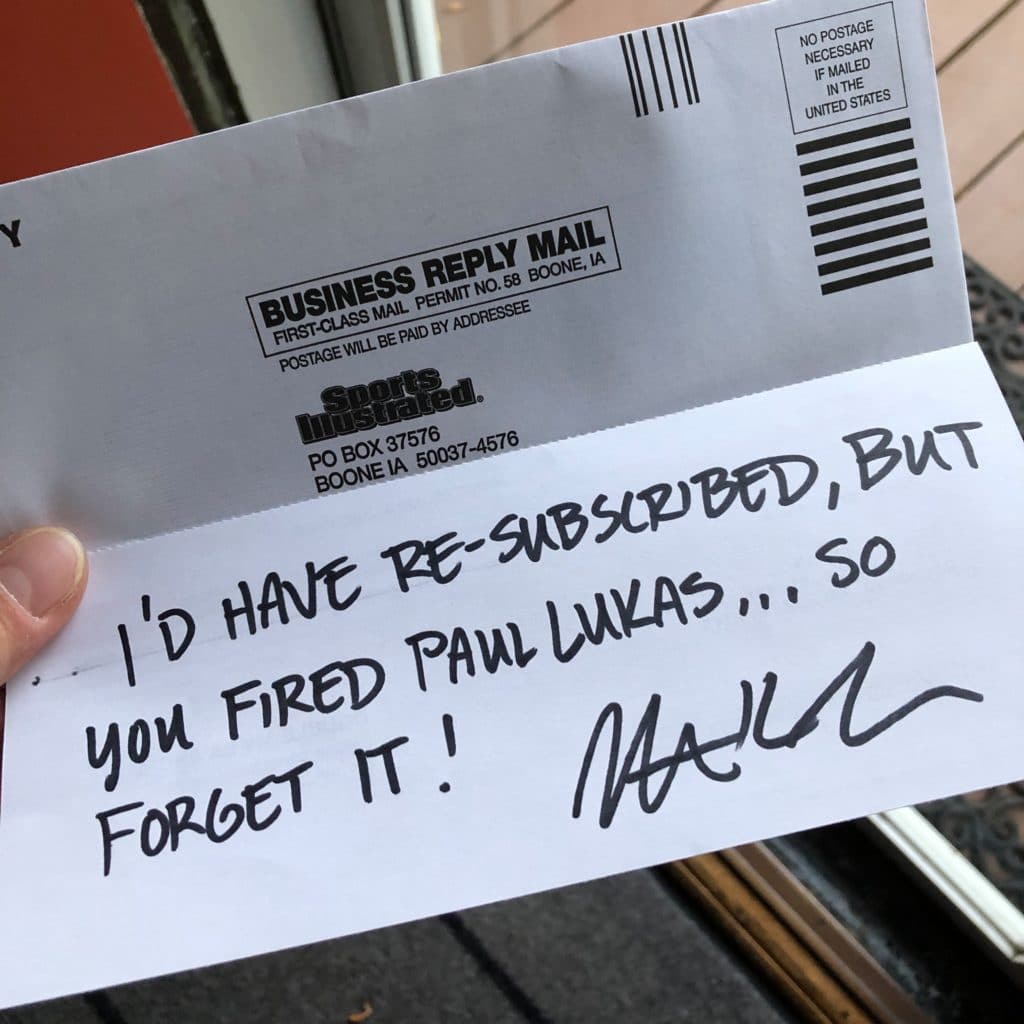 NO POSTAGE
NECESSARY
IF MAILED
IN THE
UNITED STATES
Y
BUSINESS REPLY MAIL
FIRST-CLASS MAIL PERMIT NO. 58 BOONE, IA
POSTAGE WILL BE PAID BY ADDRESSEE
Sports
Illustrated®
PO BOX 37576
BOONE IA 50037-4576
I'D HAVE RE-SUBSCRIBED, BUT
YOU FIRED PAUL LUKAS... SO
FORGET IT!